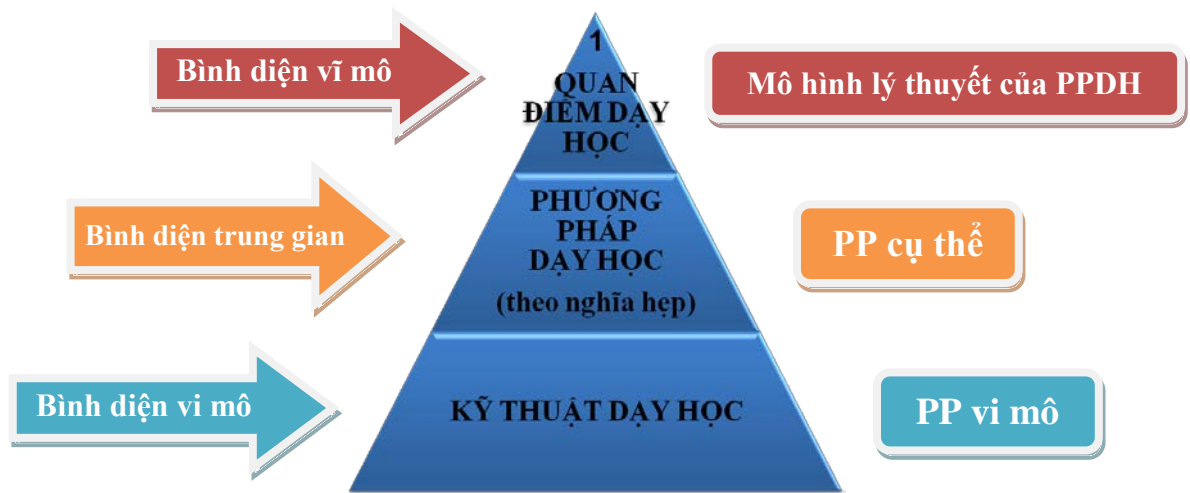 1
Bình diện vĩ mô
QUAN
ĐIỂM DẠY
HỌC
Mô hình lý thuyết của PPDH
Bình diện trung gian
PHƯƠNG
PHÁP
DẠY HỌC
(theo nghĩa hẹp)
PP cụ thể
Bình diện vi mô
KỸ THUẬT DẠY HỌC
PP vi mô